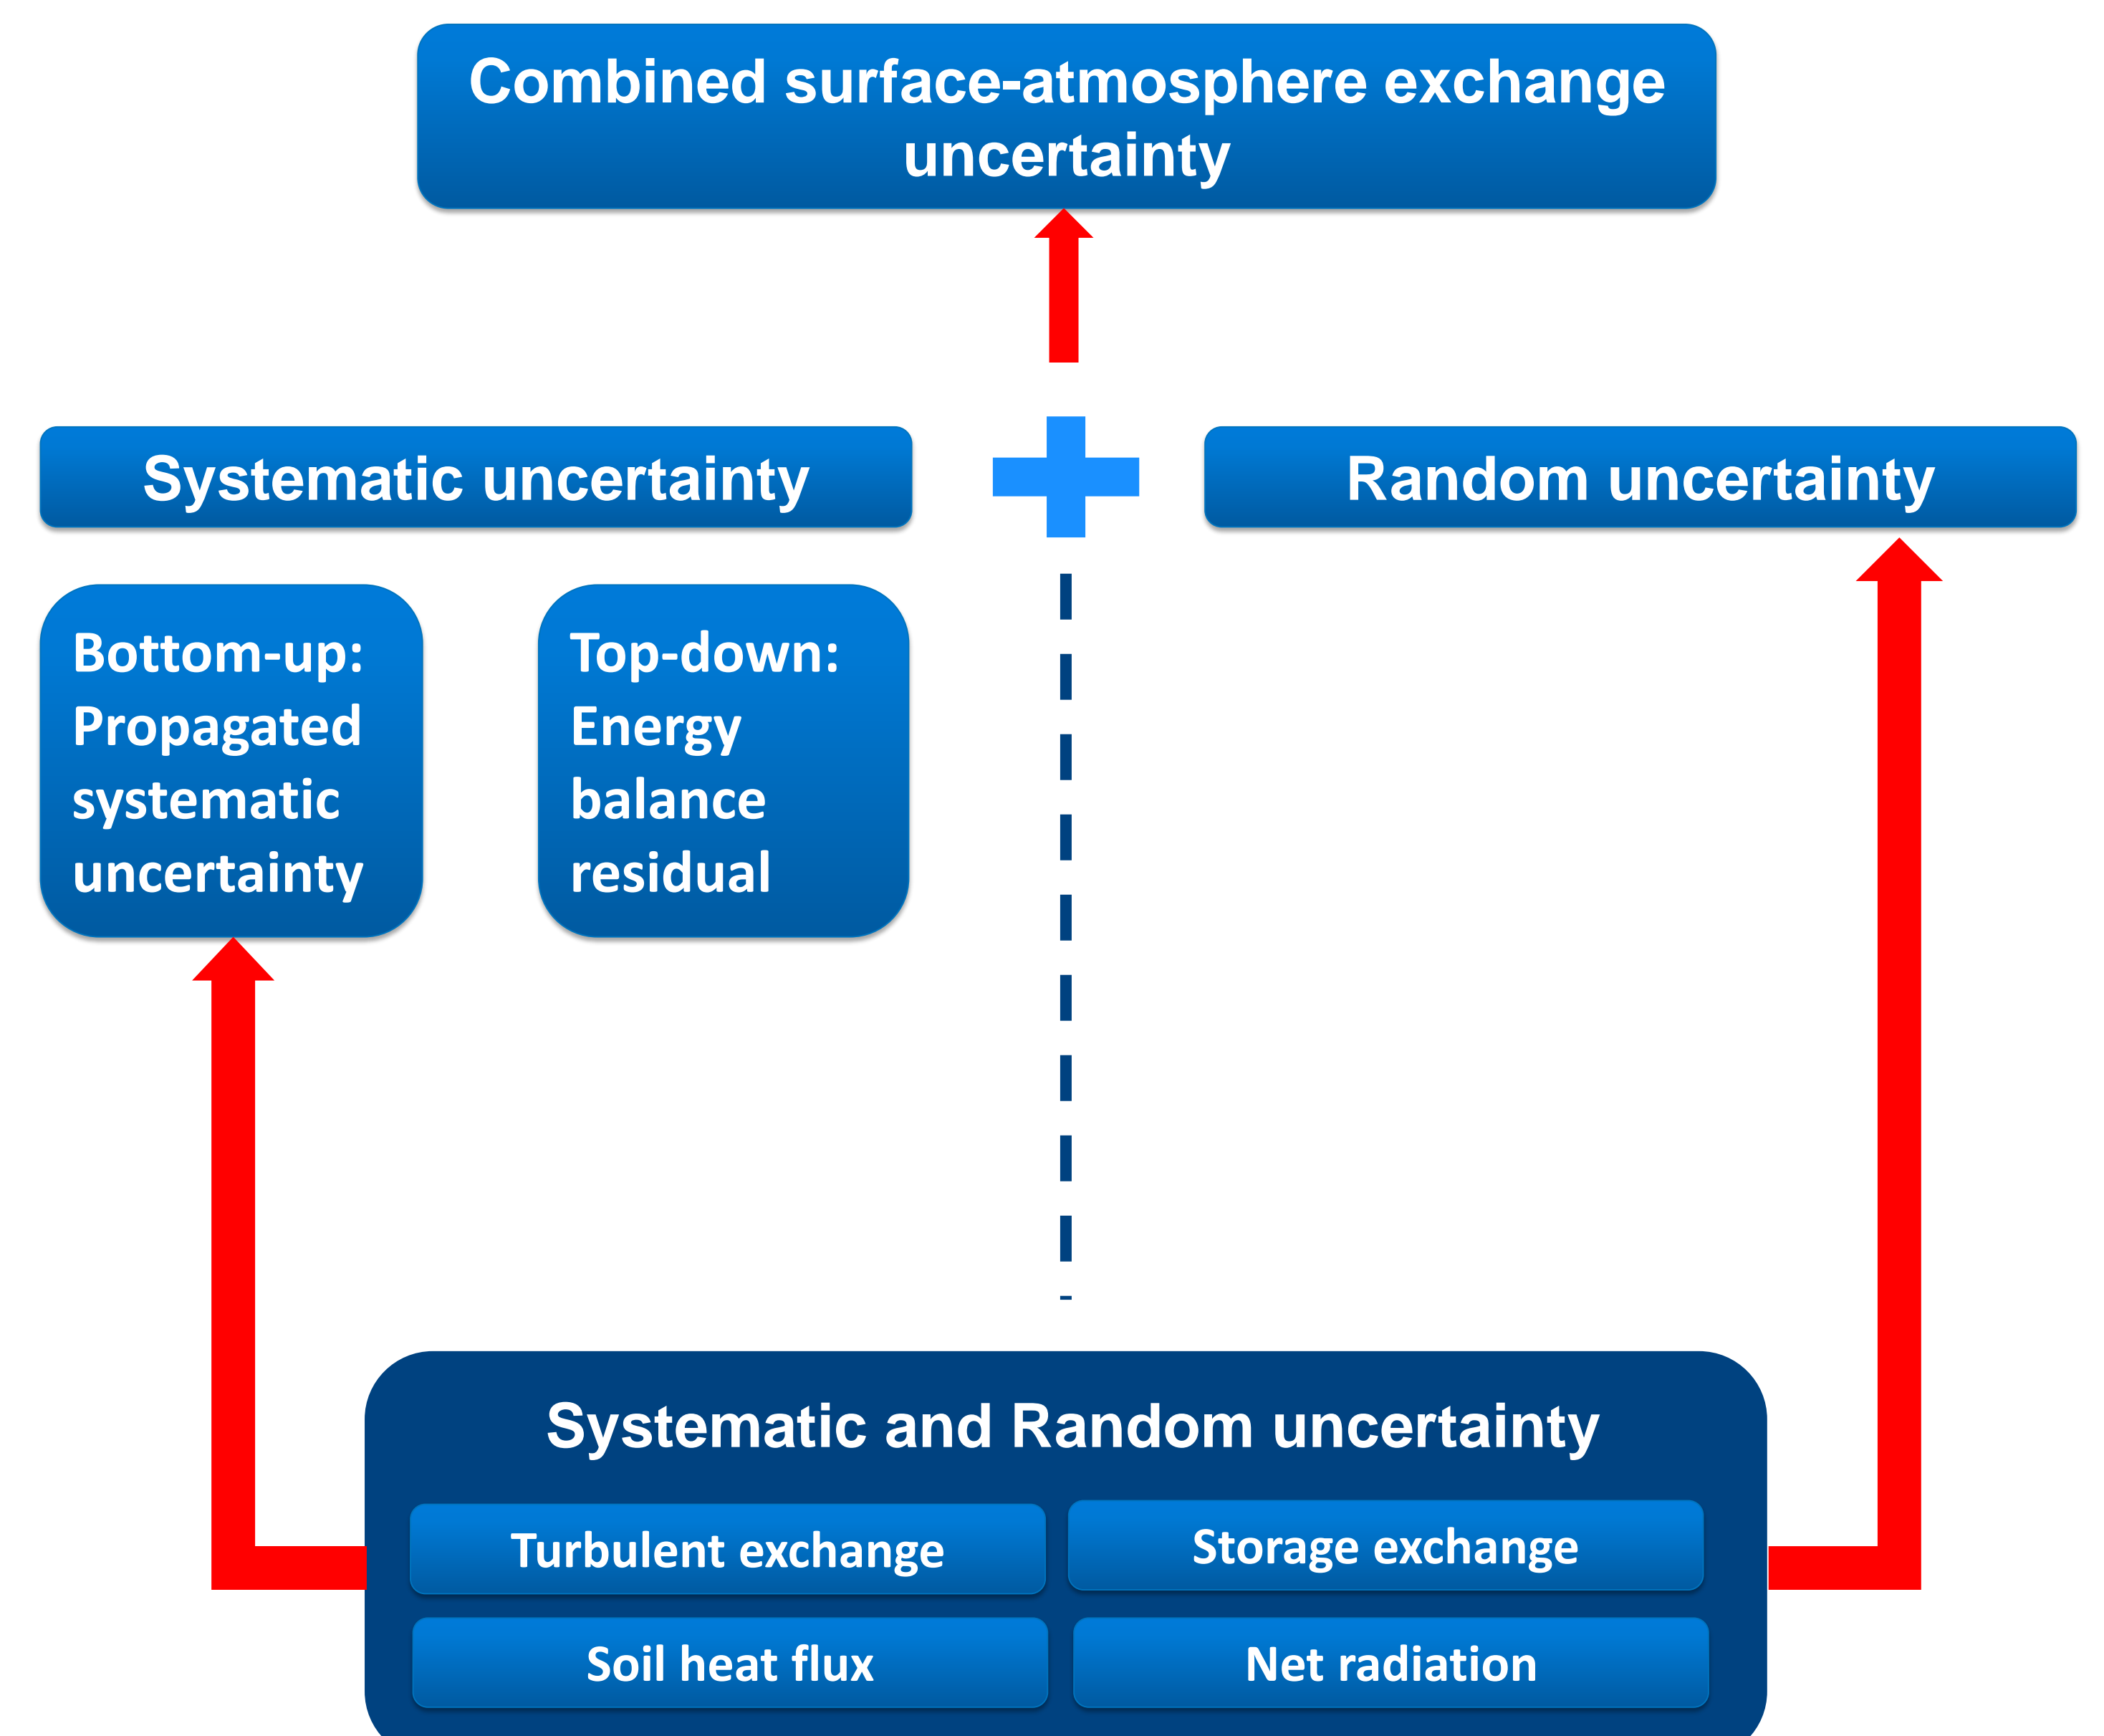 Combined surface-atmosphere exchange
uncertainty
Systematic uncertainty
Random uncertainty
Bottom-up:
Propagated
systematic
uncertainty
Top-down:
Energy
balance
residual
Systematic and Random uncertainty
Turbulent exchange
Storage exchange
Soil heat flux
Net radiation